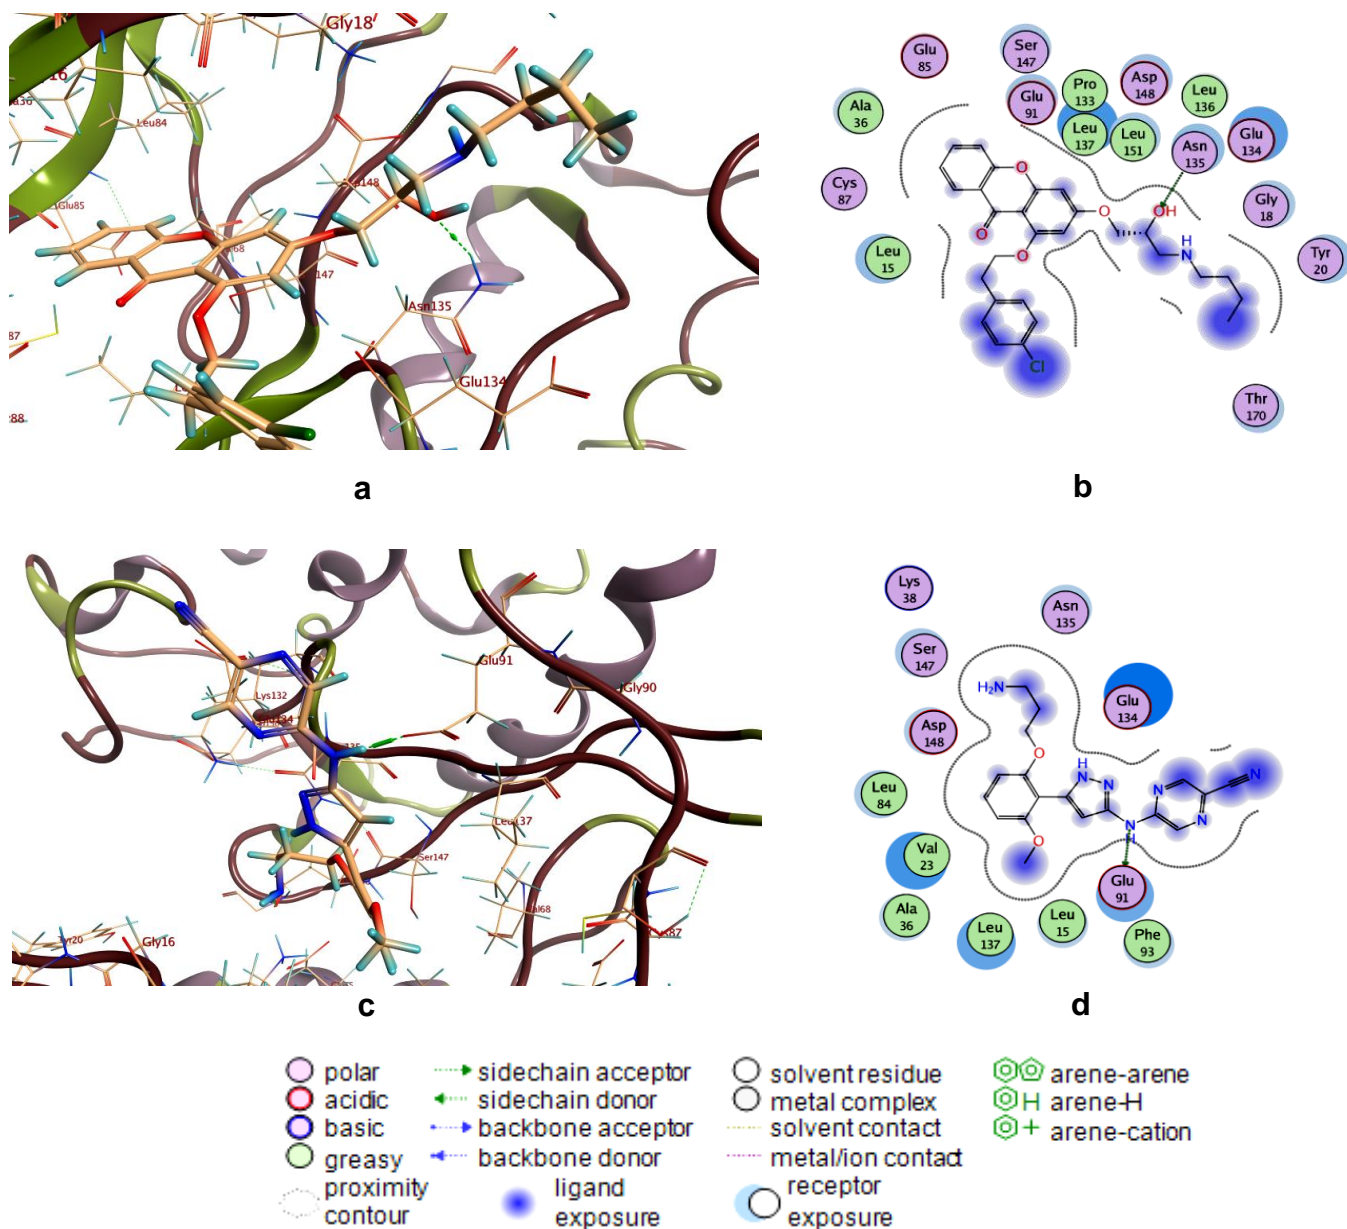 Gly18
Leu84
Glu85
Asn135
Glu134
a
Glu 85
Ser 147
Pro 133
Asp 148
Leu 136
Glu 91
Ala 36
Leu 137
Leu 151
Asn 135
Glu 134
Cys 87
Gly 18
Leu 15
Tyr 20
Thr 170
O
O
O
O
OH
H
N
Cl
b
Glu91
Gly90
Lys132
Ser147
Tyr20
Gly16
c
Lys 38
Asn 135
Ser 147
Glu 134
Asp 148
Leu 84
Val 23
Ala 36
Leu 137
Leu 15
Glu 91
Phe 93
H₂N
O
H
N
N
N
H
N
N
N
O
d
polar
acidic
basic
greasy
proximity contour
sidechain acceptor
sidechain donor
backbone acceptor
backbone donor
ligand exposure
solvent residue
metal complex
solvent contact
metal/ion contact
receptor exposure
arene-arene
H arene-H
+ arene-cation